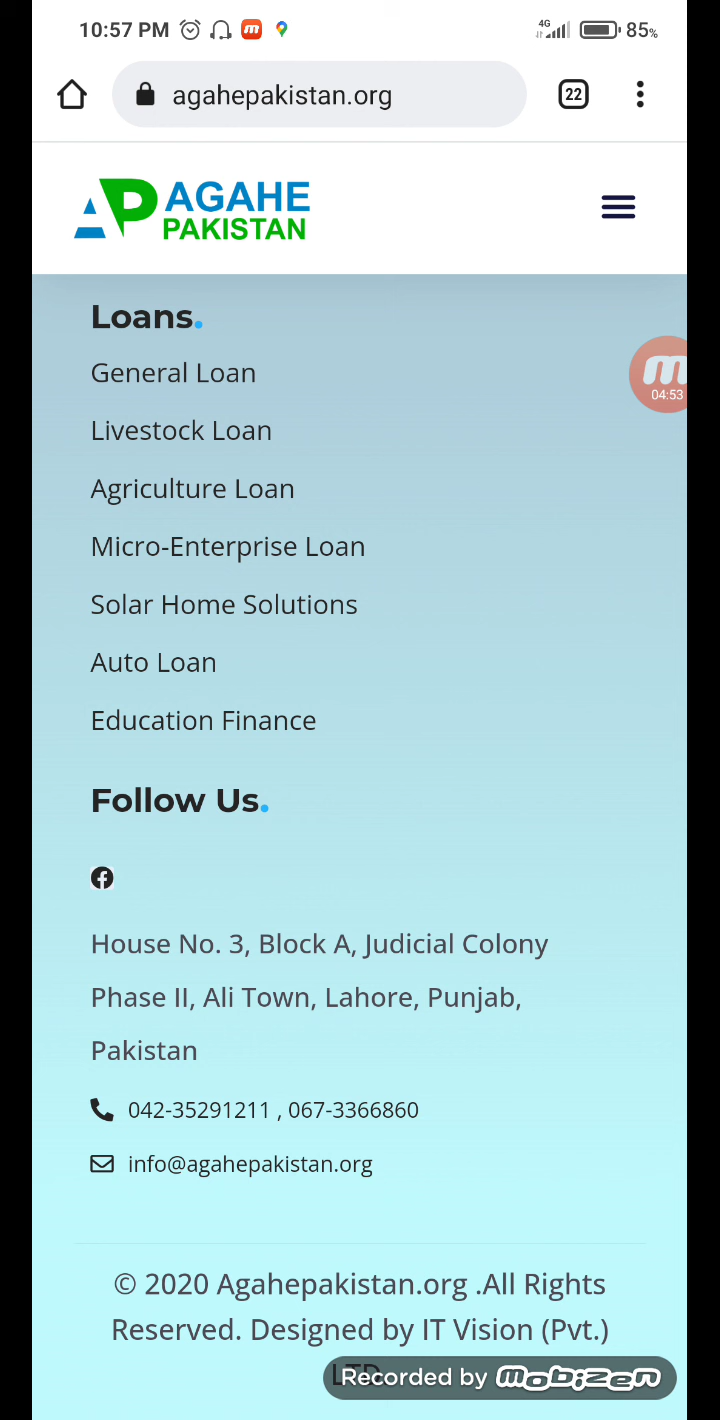 10:57 PM
4G
85%
agahepakistan.org
22
AP AGAHE
PAKISTAN
Loans.
General Loan
04:53
Livestock Loan
Agriculture Loan
Micro-Enterprise Loan
Solar Home Solutions
Auto Loan
Education Finance
Follow Us.
House No. 3, Block A, Judicial Colony
Phase II, Ali Town, Lahore, Punjab,
Pakistan
042-35291211 , 067-3366860
info@agahepakistan.org
© 2020 Agahepakistan.org .All Rights
Reserved. Designed by IT Vision (Pvt.)
LTD
Recorded by mobizen